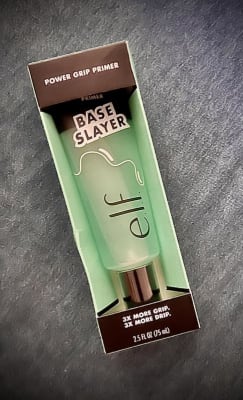 POWER GRIP PRIMER
PRIMER
BASE
SLAYER
e.l.f.
3X MORE GRIP.
3X MORE DRIP.
2.5 FL OZ (75 mL)